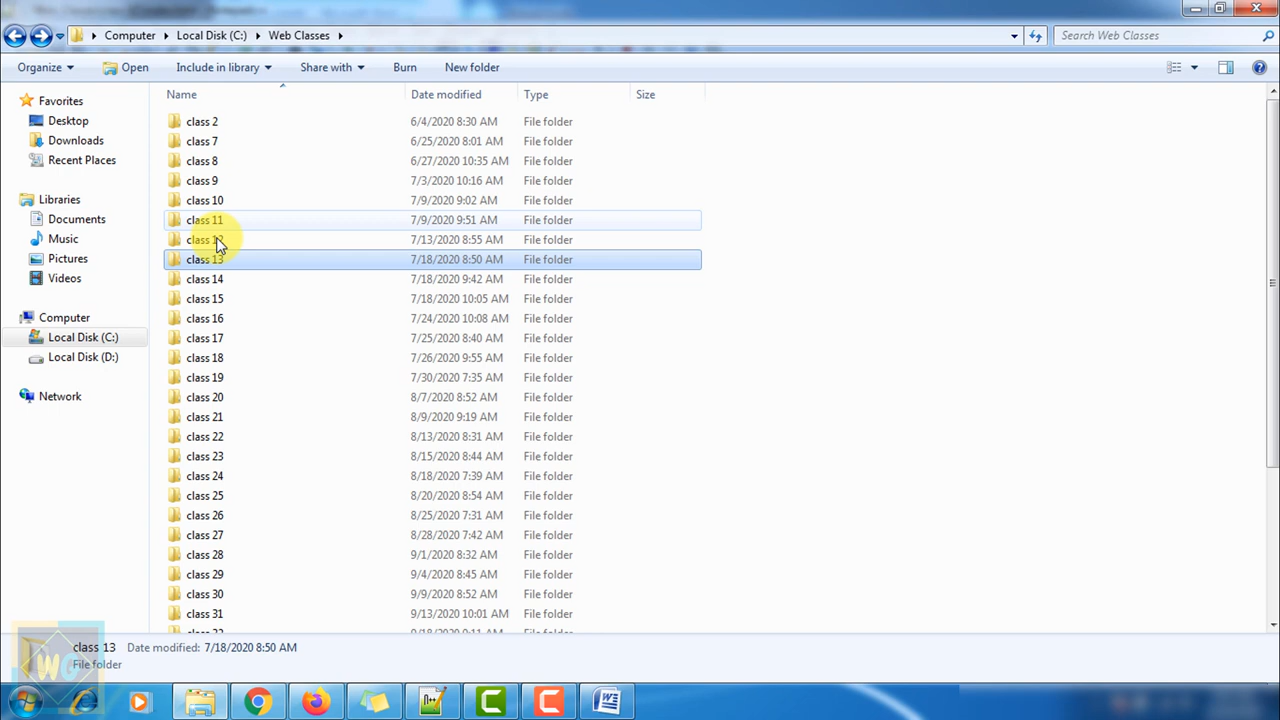 Computer Local Disk (C:) Web Classes Search Web Classes
Organize Open Include in library Share with Burn New folder
Name Date modified Type Size
Favorites
Desktop
Downloads
Recent Places
Libraries
Documents
Music
Pictures
Videos
Computer
Local Disk (C:)
Local Disk (D:)
Network
class 2 6/4/2020 8:30 AM File folder
class 7 6/25/2020 8:01 AM File folder
class 8 6/27/2020 10:35 AM File folder
class 9 7/3/2020 10:16 AM File folder
class 10 7/9/2020 9:02 AM File folder
class 11 7/9/2020 9:51 AM File folder
class 12 7/13/2020 8:55 AM File folder
class 13 7/18/2020 8:50 AM File folder
class 14 7/18/2020 9:42 AM File folder
class 15 7/18/2020 10:05 AM File folder
class 16 7/24/2020 10:08 AM File folder
class 17 7/25/2020 8:40 AM File folder
class 18 7/26/2020 9:55 AM File folder
class 19 7/30/2020 7:35 AM File folder
class 20 8/7/2020 8:52 AM File folder
class 21 8/9/2020 9:19 AM File folder
class 22 8/13/2020 8:31 AM File folder
class 23 8/15/2020 8:44 AM File folder
class 24 8/18/2020 7:39 AM File folder
class 25 8/20/2020 8:54 AM File folder
class 26 8/25/2020 7:31 AM File folder
class 27 8/28/2020 7:42 AM File folder
class 28 9/1/2020 8:32 AM File folder
class 29 9/4/2020 8:45 AM File folder
class 30 9/9/2020 8:52 AM File folder
class 31 9/13/2020 10:01 AM File folder
class 13 Date modified: 7/18/2020 8:50 AM
File folder
WG